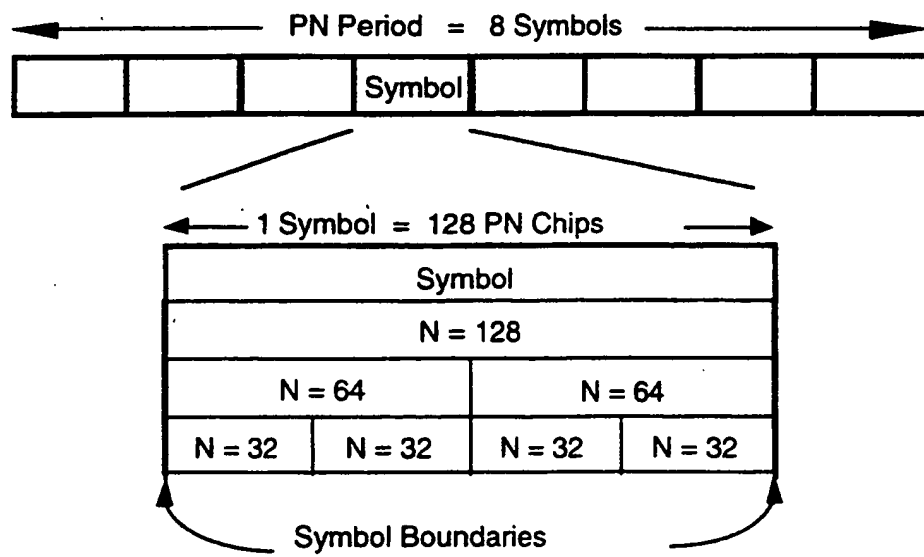 PN Period = 8 Symbols
Symbol
1 Symbol = 128 PN Chips
Symbol
N = 128
N = 64 N = 64
N = 32 N = 32 N = 32 N = 32
Symbol Boundaries